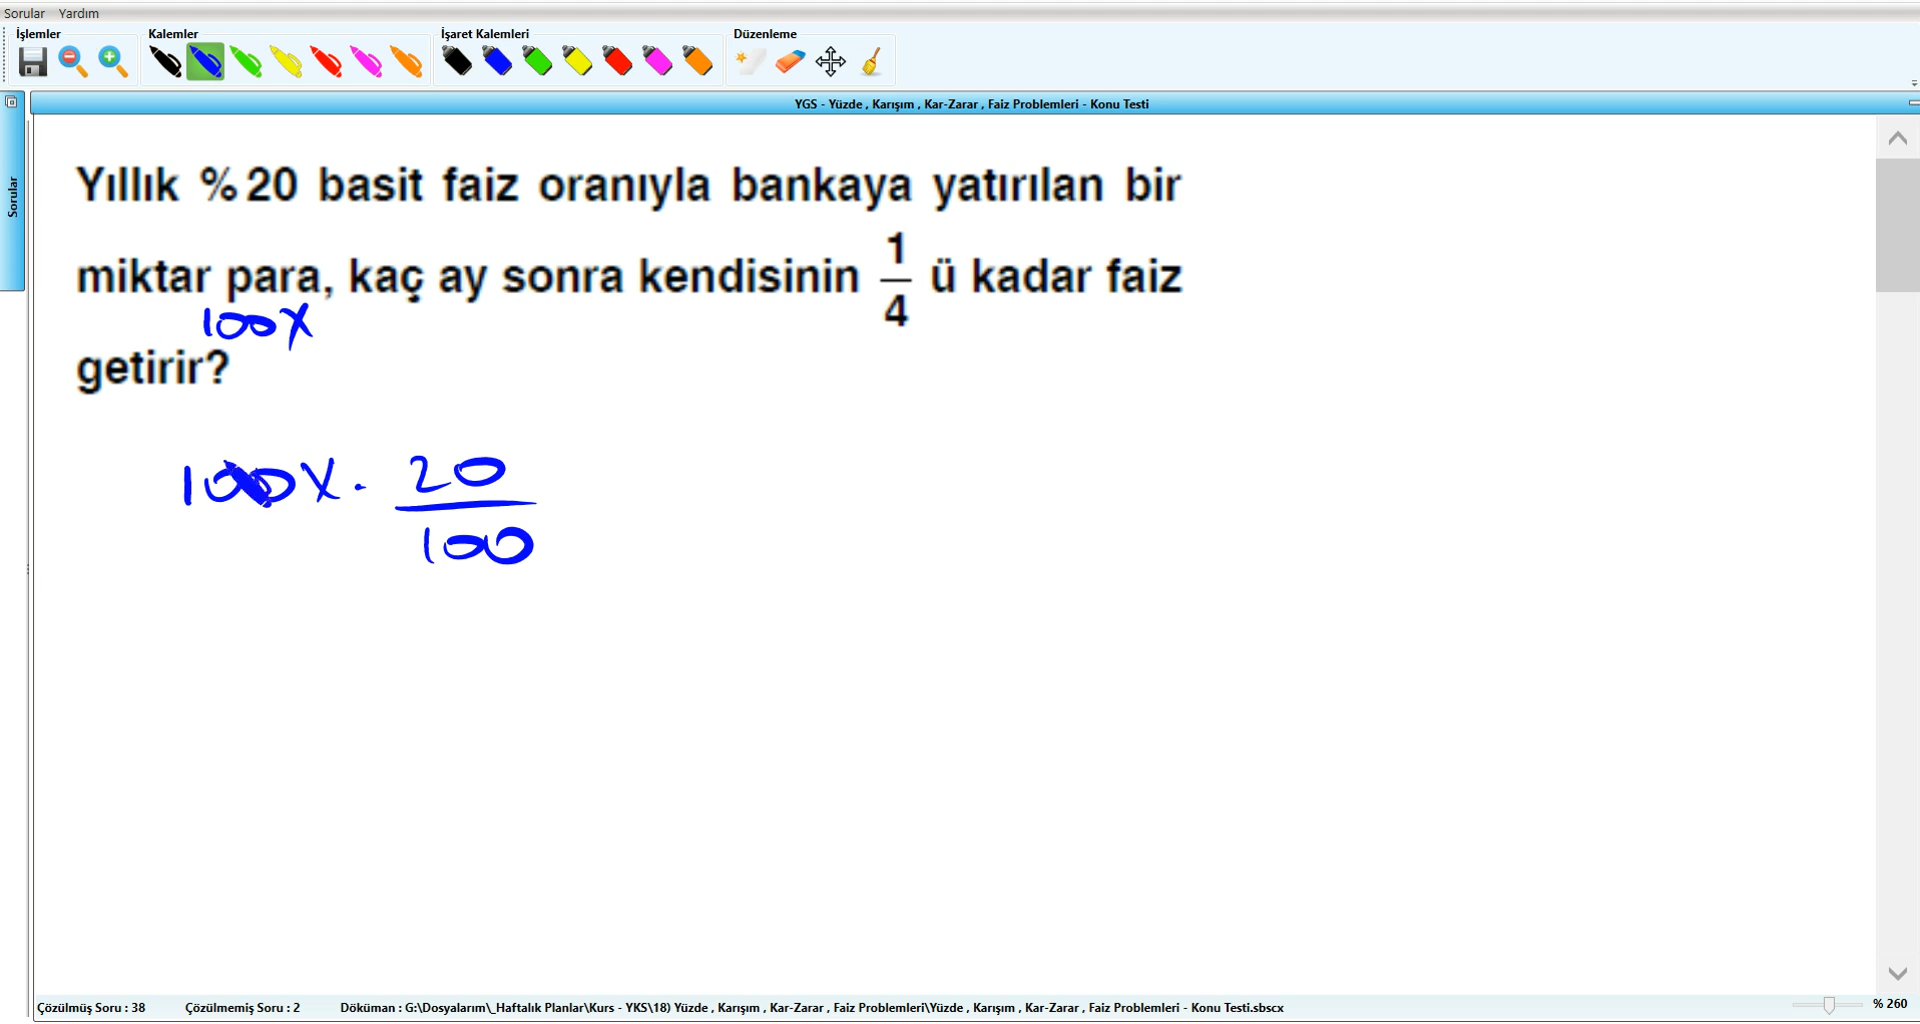 Sorular Yardım
İşlemler Kalemler İşaret Kalemleri Düzenleme
YGS - Yüzde , Karışım , Kar-Zarar , Faiz Problemleri - Konu Testi
Sorular
Yıllık %20 basit faiz oranıyla bankaya yatırılan bir
miktar para, kaç ay sonra kendisinin 1/4 ü kadar faiz
100X
getirir?
100X . 20/100
Çözülmüş Soru : 38 Çözülmemiş Soru : 2 Döküman : G:\Dosyalarım\_Haftalık Planlar\Kurs - YKS\18) Yüzde , Karışım , Kar-Zarar , Faiz Problemleri\Yüzde , Karışım , Kar-Zarar , Faiz Problemleri - Konu Testi.sbscx % 260